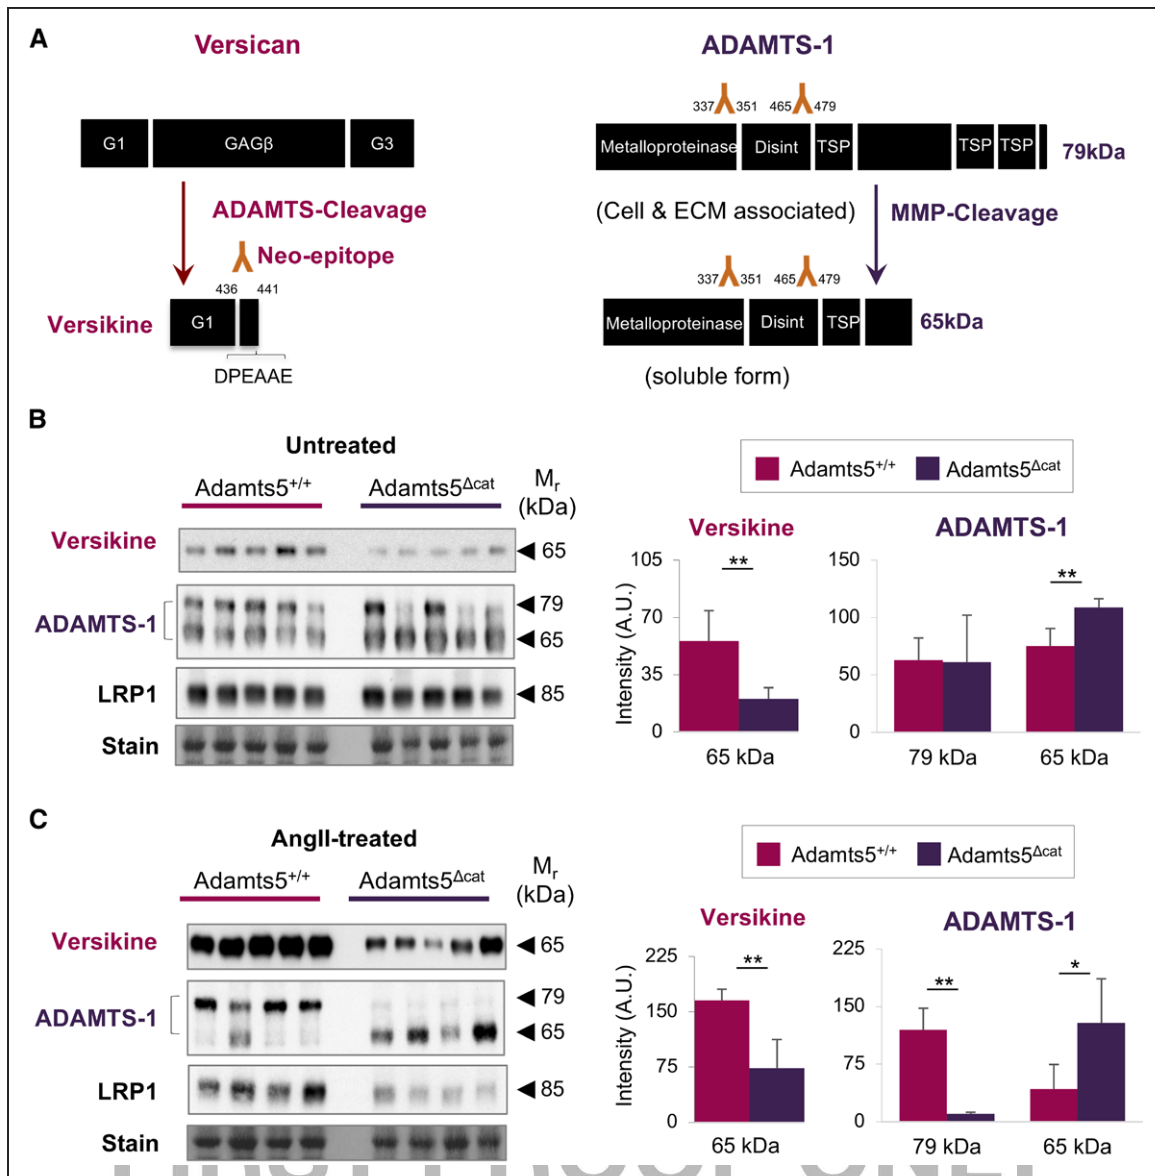 A
Versican
ADAMTS-1
337 351 465 479
G1 GAGβ G3
Metalloproteinase Disint TSP TSP TSP 79kDa
ADAMTS-Cleavage
(Cell & ECM associated) MMP-Cleavage
Neo-epitope
436 441
337 351 465 479
Versikine G1
Metalloproteinase Disint TSP 65kDa
DPEAAE
(soluble form)
B
Untreated
Adamts5+/+ Adamts5Δcat Mr (kDa)
Versikine 65
ADAMTS-1 79
65
LRP1 85
Stain
Adamts5+/+ Adamts5Δcat
Versikine
Intensity (A.U.)
105
70
35
0
**
65 kDa
ADAMTS-1
150
100
50
0
**
79 kDa 65 kDa
C
AngII-treated
Adamts5+/+ Adamts5Δcat Mr (kDa)
Versikine 65
ADAMTS-1 79
65
LRP1 85
Stain
Adamts5+/+ Adamts5Δcat
Versikine
Intensity (A.U.)
225
150
75
0
**
65 kDa
ADAMTS-1
225
150
75
0
** *
79 kDa 65 kDa